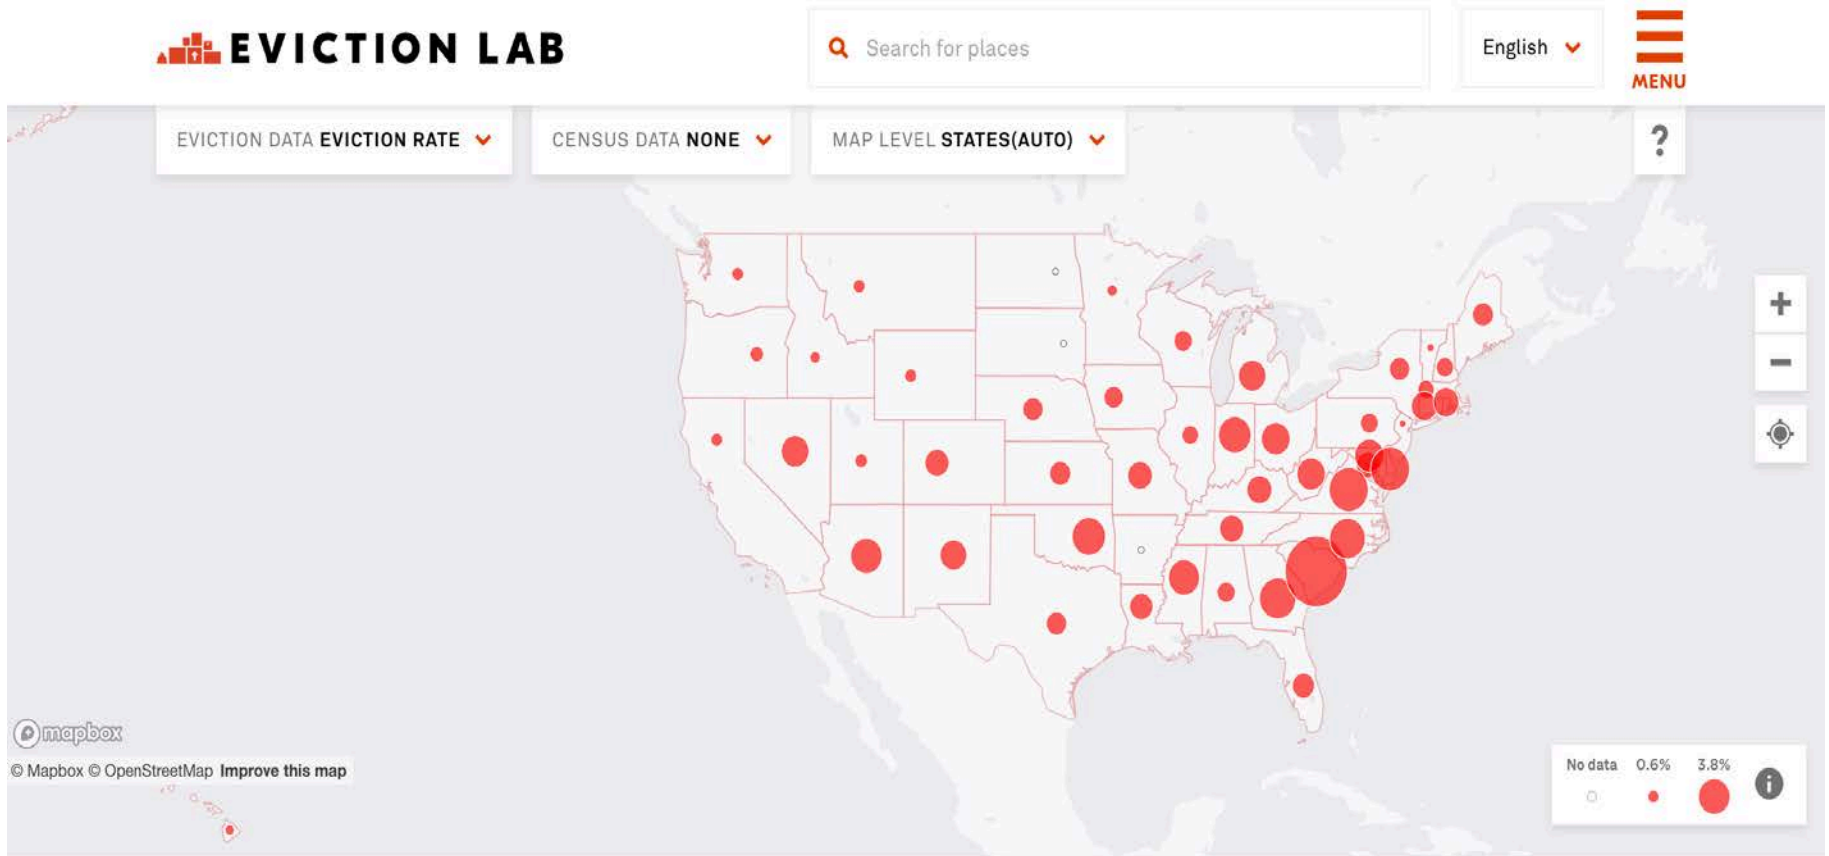 EVICTION LAB
Search for places
English
MENU
EVICTION DATA EVICTION RATE
CENSUS DATA NONE
MAP LEVEL STATES(AUTO)
?
+
−
mapbox
© Mapbox © OpenStreetMap Improve this map
No data 0.6% 3.8%
i